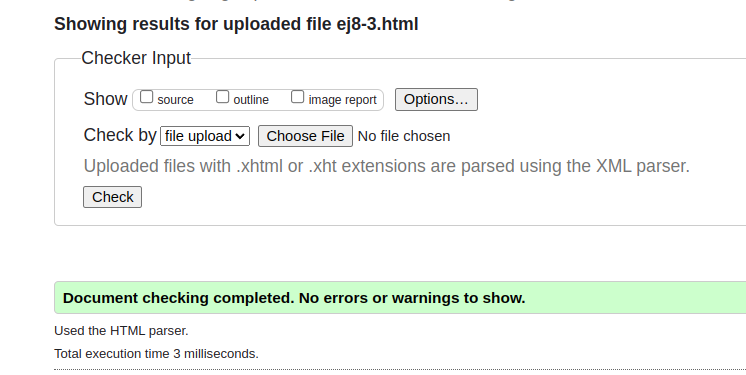 Showing results for uploaded file ej8-3.html
Checker Input
Show source outline image report Options...
Check by file upload Choose File No file chosen
Uploaded files with .xhtml or .xht extensions are parsed using the XML parser.
Check
Document checking completed. No errors or warnings to show.
Used the HTML parser.
Total execution time 3 milliseconds.